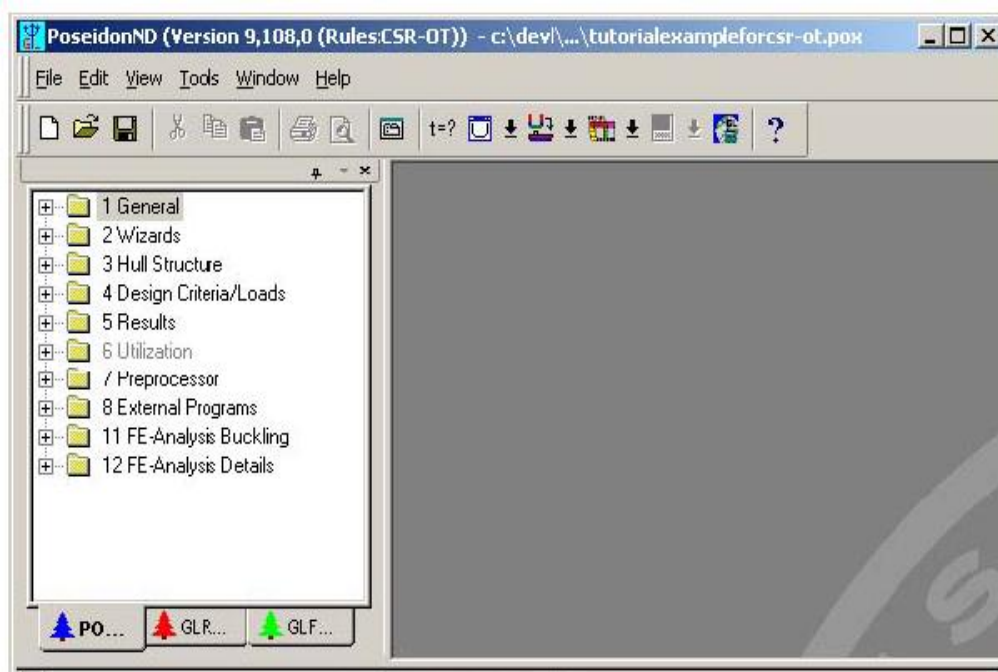 PoseidonND (Version 9,108,0 (Rules:CSR-OT)) - c:\devl\...\tutorialexampleforcsr-ot.pox
File Edit View Tools Window Help
t=? ?
1 General
2 Wizards
3 Hull Structure
4 Design Criteria/Loads
5 Results
6 Utilization
7 Preprocessor
8 External Programs
11 FE-Analysis Buckling
12 FE-Analysis Details
PO... GLR... GLF...
S